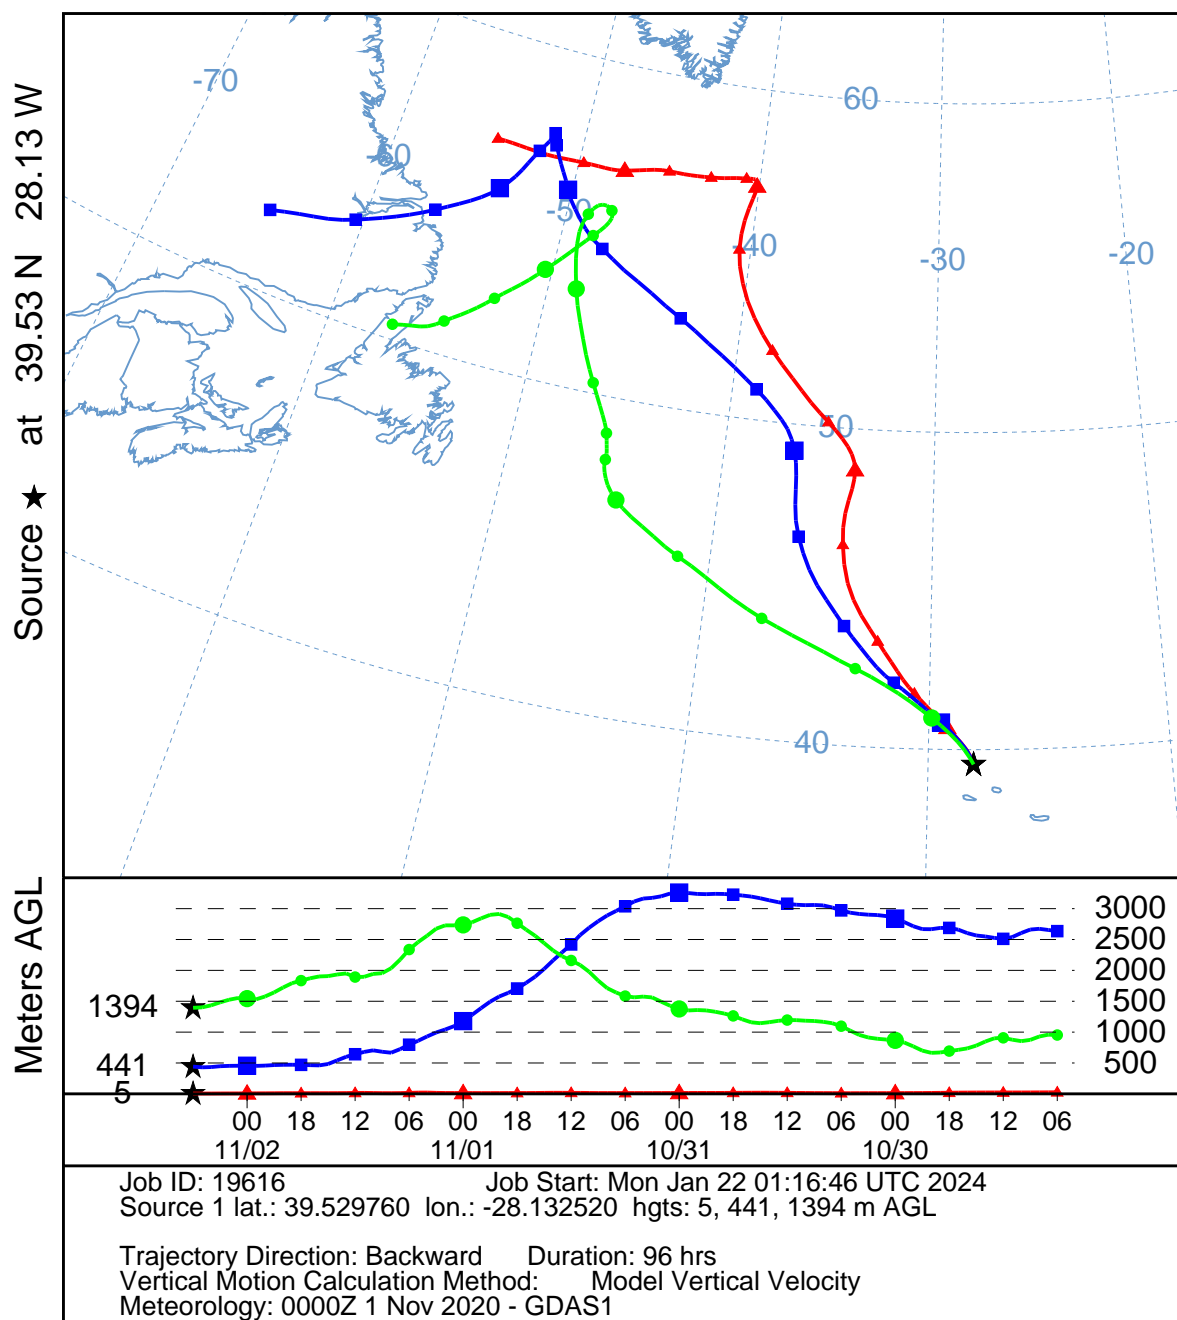 Source ★ at 39.53 N 28.13 W
-70
60
-60
-50
-40
-30
-20
50
40
Meters AGL
3000
2500
2000
1500
1000
500
1394
441
5
00 18 12 06 00 18 12 06 00 18 12 06 00 18 12 06
11/02 11/01 10/31 10/30
Job ID: 19616 Job Start: Mon Jan 22 01:16:46 UTC 2024
Source 1 lat.: 39.529760 lon.: -28.132520 hgts: 5, 441, 1394 m AGL
Trajectory Direction: Backward Duration: 96 hrs
Vertical Motion Calculation Method: Model Vertical Velocity
Meteorology: 0000Z 1 Nov 2020 - GDAS1